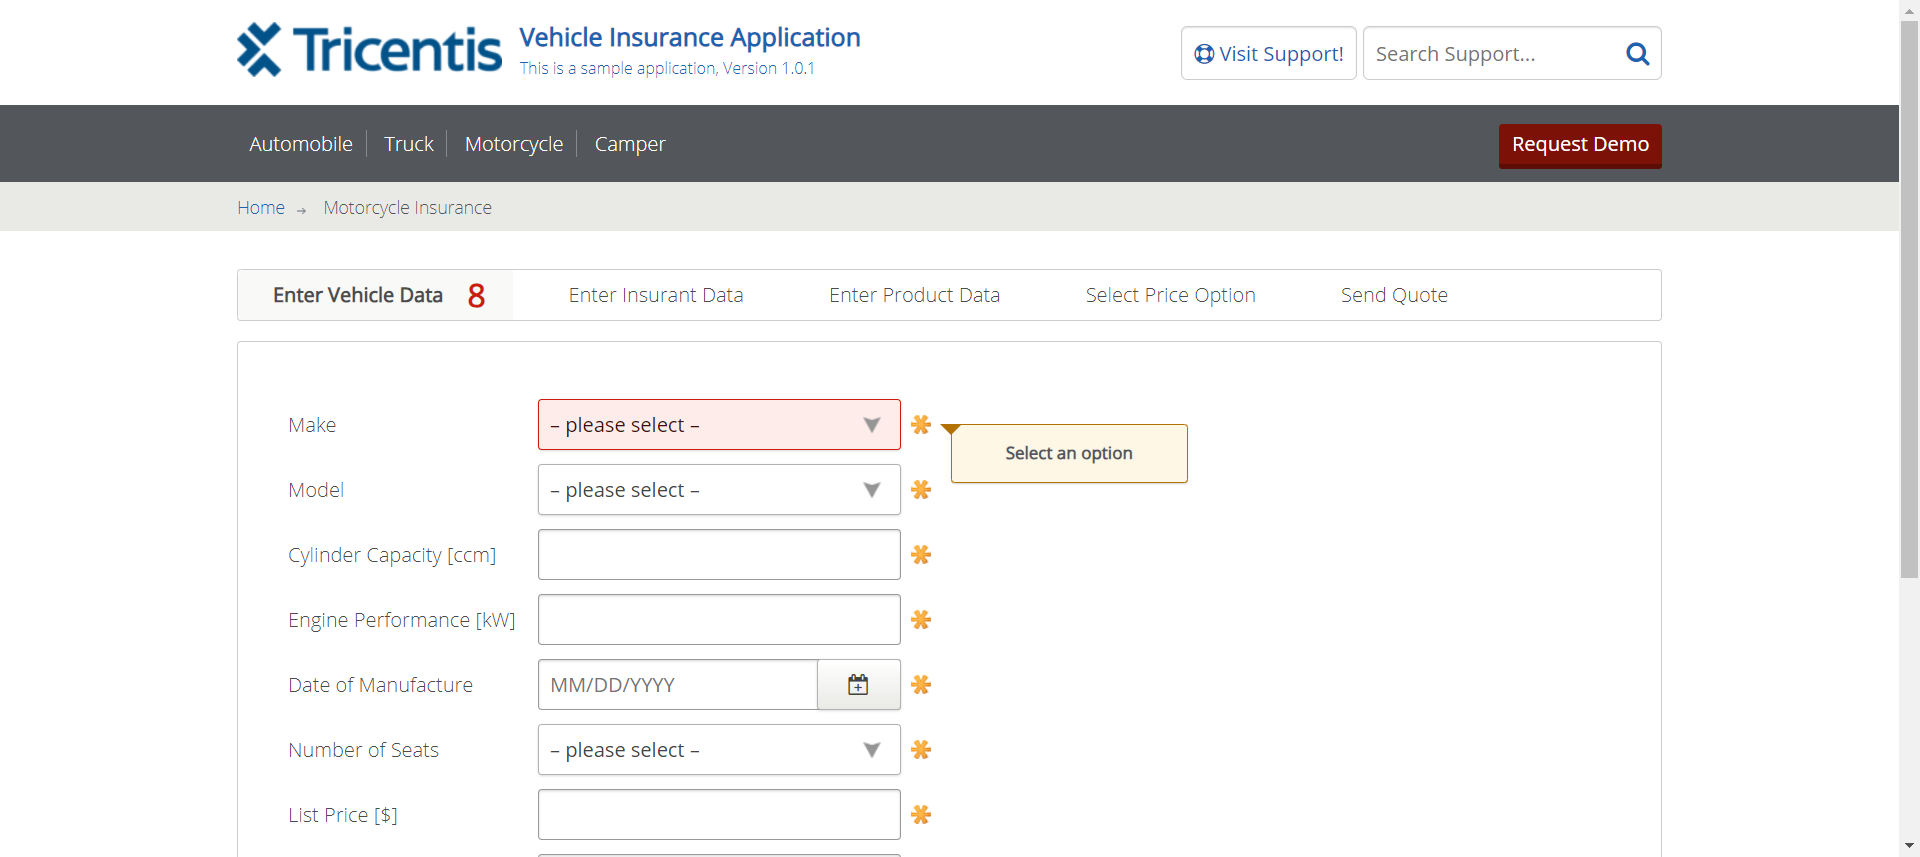 Tricentis
Vehicle Insurance Application
This is a sample application, Version 1.0.1
Visit Support!
Search Support...
Automobile
Truck
Motorcycle
Camper
Request Demo
Home → Motorcycle Insurance
Enter Vehicle Data 8
Enter Insurant Data
Enter Product Data
Select Price Option
Send Quote
Make
– please select –
Select an option
Model
– please select –
Cylinder Capacity [ccm]
Engine Performance [kW]
Date of Manufacture
MM/DD/YYYY
Number of Seats
– please select –
List Price [$]